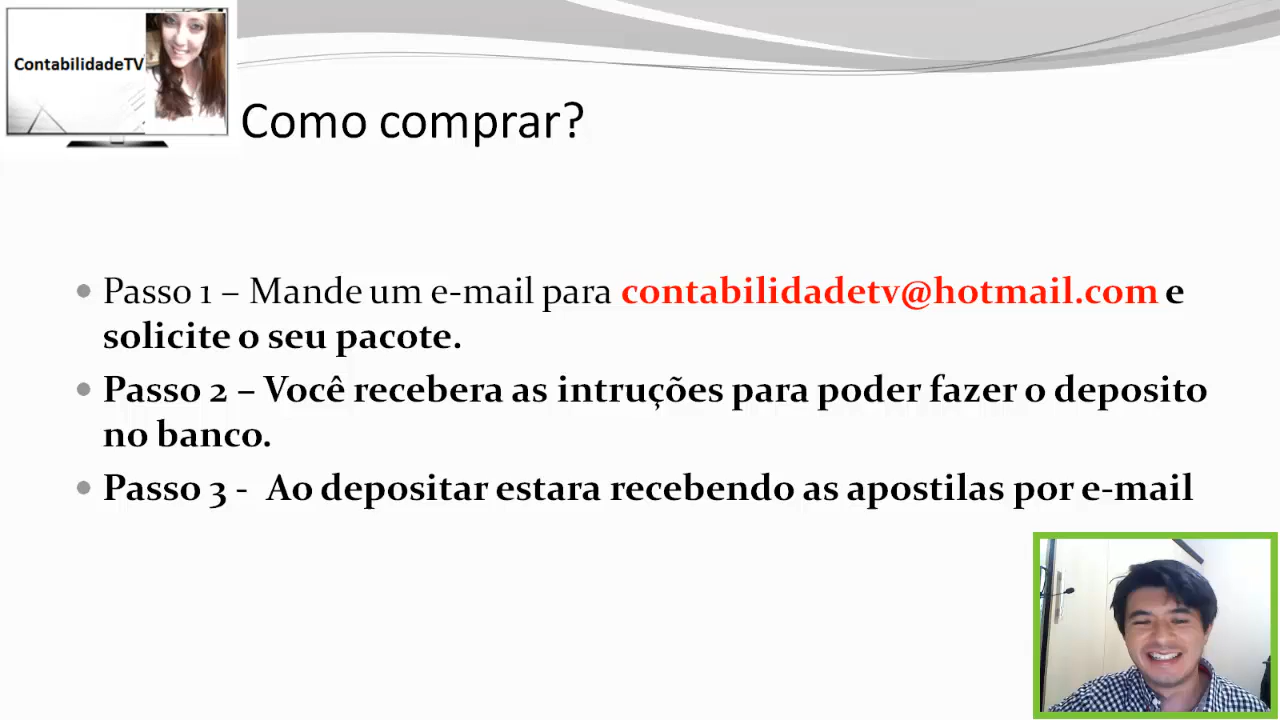 ContabilidadeTV
Como comprar?
• Passo 1 – Mande um e-mail para contabilidadetv@hotmail.com e
solicite o seu pacote.
• Passo 2 – Você recebera as intruções para poder fazer o deposito
no banco.
• Passo 3 - Ao depositar estara recebendo as apostilas por e-mail